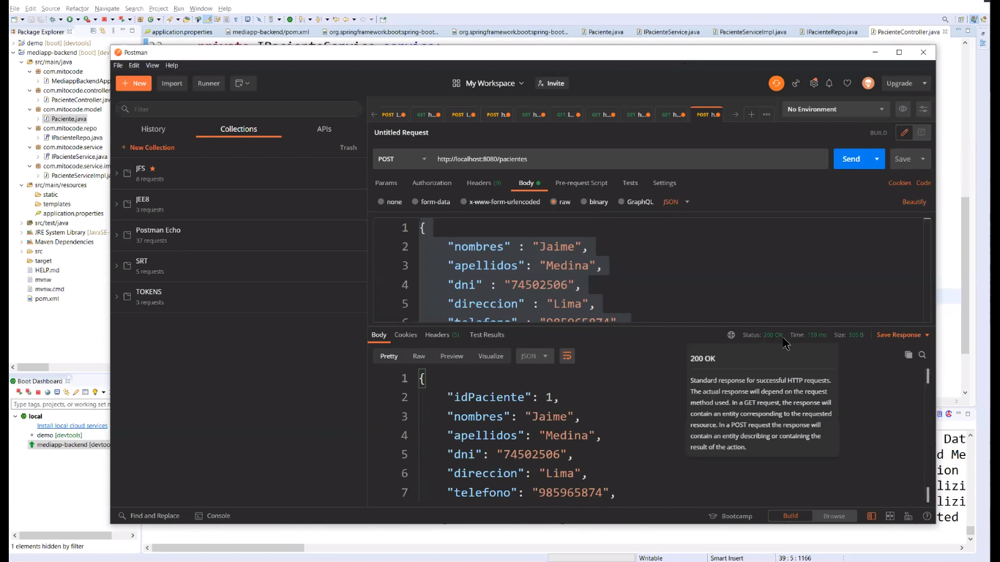 File Edit Source Refactor Navigate Search Project Run Window Help
Package Explorer
application.properties
mediapp-backend/pom.xml
org.springframework.boot:spring-boot...
org.springframework.boot:spring-boot...
Paciente.java
IPacienteService.java
PacienteServiceImpl.java
IPacienteRepo.java
PacienteController.java
demo [boot] [devtools]
mediapp-backend [boot] [dev
src/main/java
com.mitocode
MediappBackendApp
com.mitocode.controller
PacienteController.jav
com.mitocode.model
Paciente.java
com.mitocode.repo
IPacienteRepo.java
com.mitocode.service
IPacienteService.java
com.mitocode.service.im
PacienteServiceImpl.j
src/main/resources
static
templates
application.properties
src/test/java
JRE System Library [JavaSE-
Maven Dependencies
src
target
HELP.md
mvnw
mvnw.cmd
pom.xml
Boot Dashboard
Type tags, projects, or working set
local
Install local cloud services
demo [devtools]
mediapp-backend [devtoo
1 elements hidden by filter
Postman
File Edit View Help
New Import Runner
My Workspace
Invite
Upgrade
Filter
History Collections APIs
+ New Collection Trash
JFS
8 requests
JEE8
3 requests
Postman Echo
37 requests
SRT
5 requests
TOKENS
3 requests
POST l... GET h... POST l... POST h... GET h... GET l... GET h... GET h... GET h... POST h.
No Environment
Untitled Request BUILD
POST http://localhost:8080/pacientes Send Save
Params Authorization Headers (9) Body Pre-request Script Tests Settings Cookies Code
none form-data x-www-form-urlencoded raw binary GraphQL JSON Beautify
1 {
2 "nombres" : "Jaime",
3 "apellidos": "Medina",
4 "dni" : "74502506",
5 "direccion" : "Lima",
6 "telefono" : "985965874",
Body Cookies Headers (5) Test Results Status: 200 OK Time: 159 ms Size: 305 B Save Response
Pretty Raw Preview Visualize JSON
1 {
2 "idPaciente": 1,
3 "nombres": "Jaime",
4 "apellidos": "Medina",
5 "dni": "74502506",
6 "direccion": "Lima",
7 "telefono": "985965874",
200 OK
Standard response for successful HTTP requests.
The actual response will depend on the request
method used. In a GET request, the response will
contain an entity corresponding to the requested
resource. In a POST request the response will
contain an entity describing or containing the
result of the action.
Find and Replace Console Bootcamp Build Browse
Dat
d Me
ion
lizi
lizi
ted
Writable Smart Insert 39 : 5 : 1166